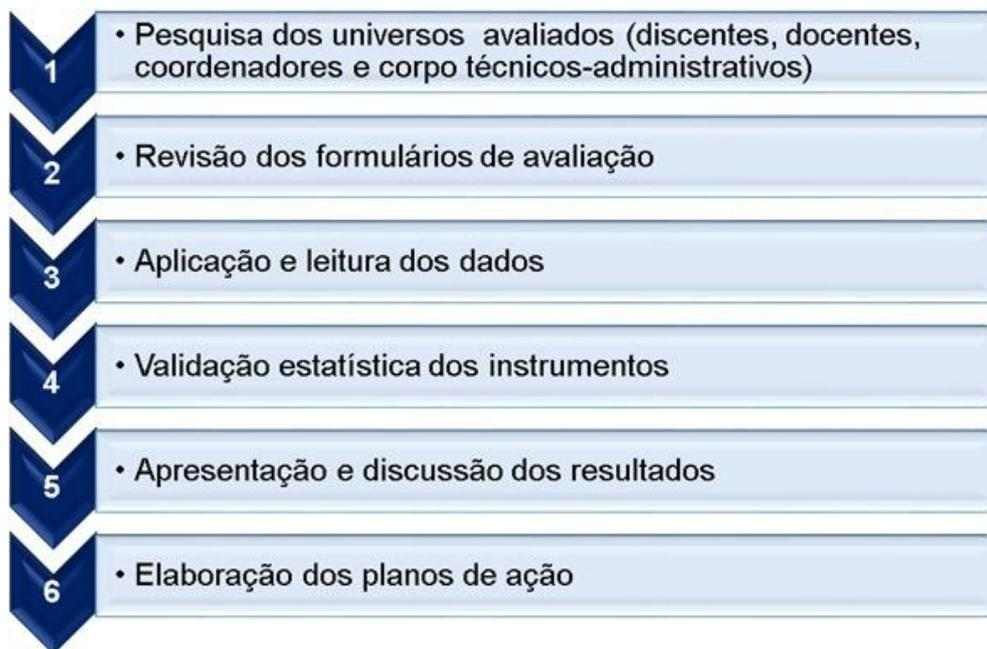 1
• Pesquisa dos universos avaliados (discentes, docentes,
coordenadores e corpo técnicos-administrativos)
2
• Revisão dos formulários de avaliação
3
• Aplicação e leitura dos dados
4
• Validação estatística dos instrumentos
5
• Apresentação e discussão dos resultados
6
• Elaboração dos planos de ação